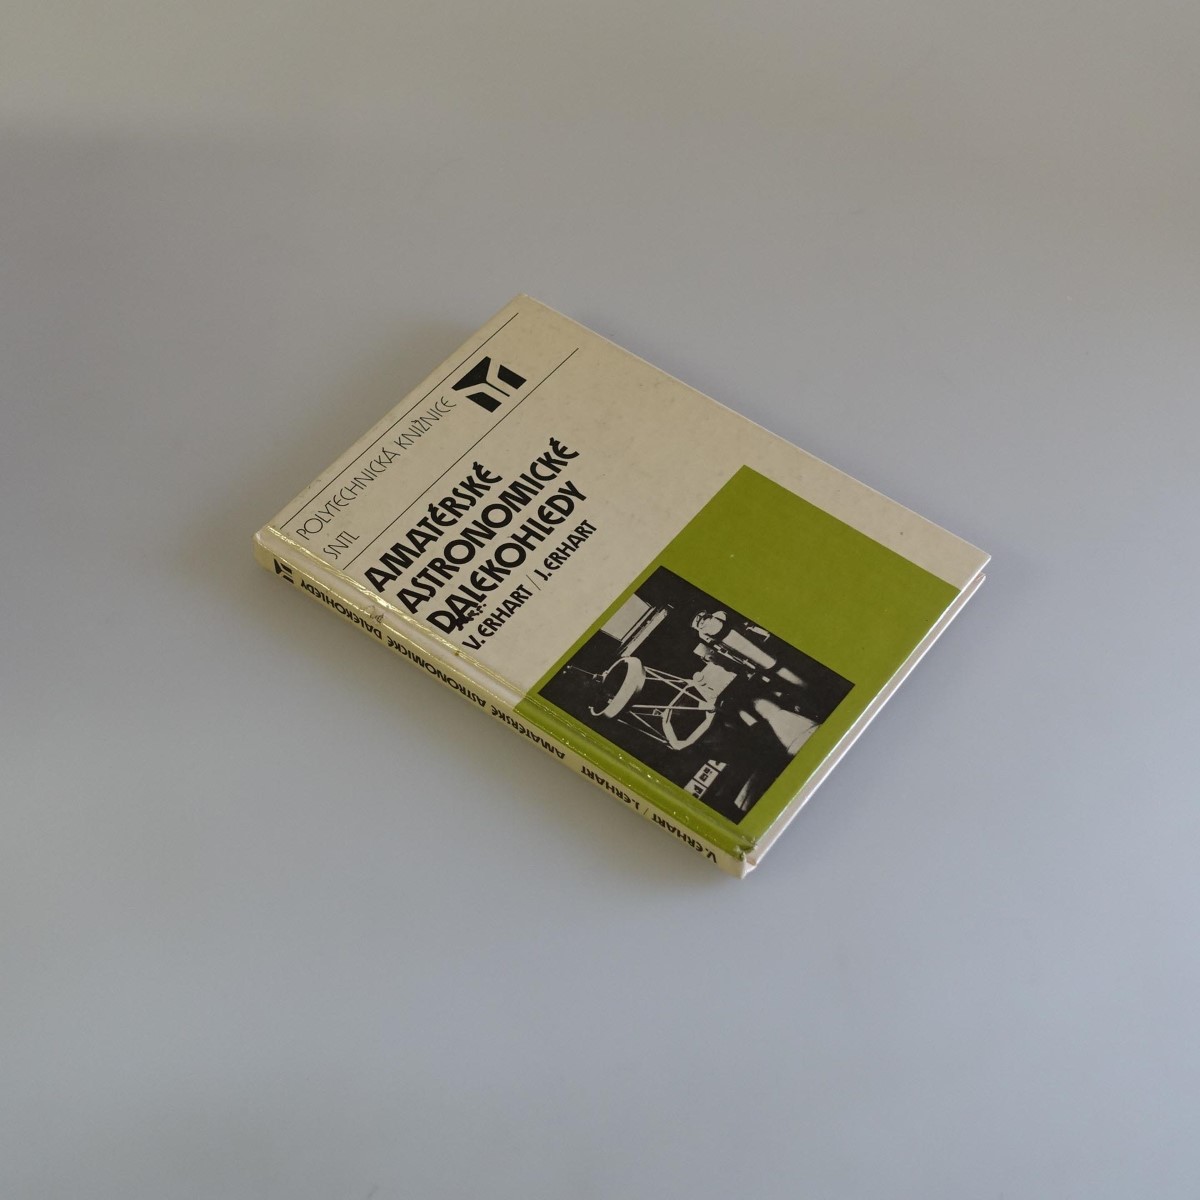 POLYTECHNICKÁ KNIŽNICE
SNTL
AMATÉRSKÉ
ASTRONOMICKÉ
DALEKOHLEDY
V. ERHART / J. ERHART
V. ERHART / J. ERHART AMATÉRSKÉ ASTRONOMICKÉ DALEKOHLEDY